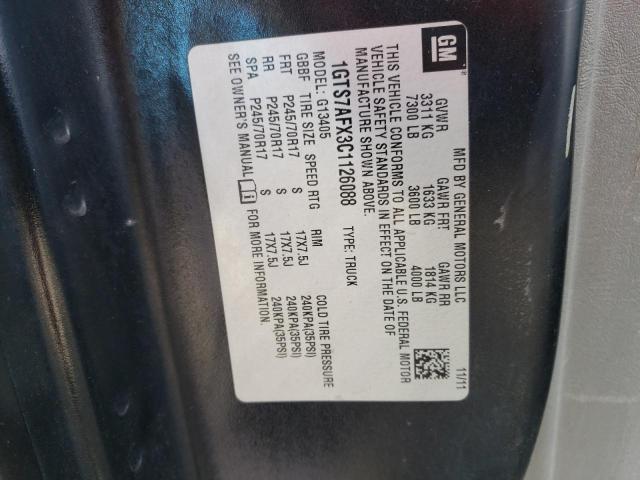 GM
MFD BY GENERAL MOTORS LLC 11/11
GVWR GAWR FRT GAWR RR
3311 KG 1633 KG 1814 KG
7300 LB 3600 LB 4000 LB
THIS VEHICLE CONFORMS TO ALL APPLICABLE U.S. FEDERAL MOTOR
VEHICLE SAFETY STANDARDS IN EFFECT ON THE DATE OF
MANUFACTURE SHOWN ABOVE.
1GTS7AFX3C1126088 TYPE: TRUCK
MODEL: G13405
GBBF TIRE SIZE SPEED RTG RIM COLD TIRE PRESSURE
FRT P245/70R17 S 17X7.5J 240KPA(35PSI)
RR P245/70R17 S 17X7.5J 240KPA(35PSI)
SPA P245/70R17 S 17X7.5J 240KPA(35PSI)
SEE OWNER'S MANUAL FOR MORE INFORMATION.